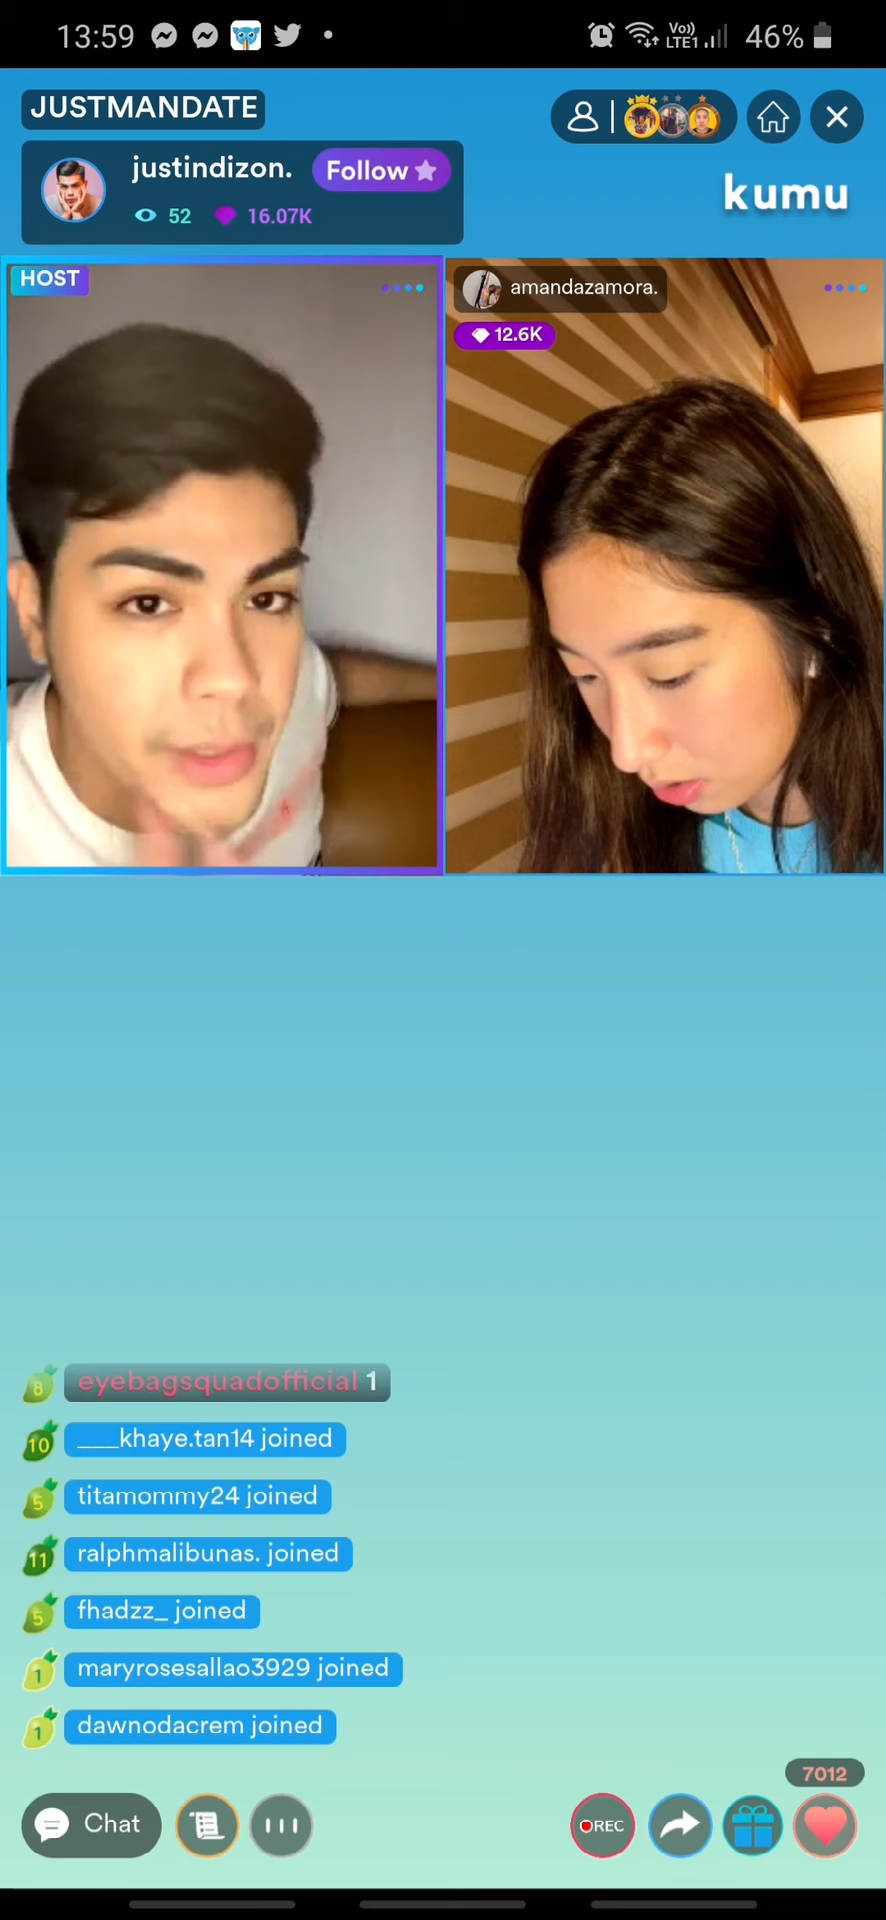 13:59
Vo))
LTE1
46%
JUSTMANDATE
justindizon.
Follow
52
16.07K
kumu
HOST
amandazamora.
12.6K
8
eyebagsquadofficial 1
10
___khaye.tan14 joined
5
titamommy24 joined
11
ralphmalibunas. joined
5
fhadzz_ joined
1
maryrosesallao3929 joined
1
dawnodacrem joined
7012
Chat
REC